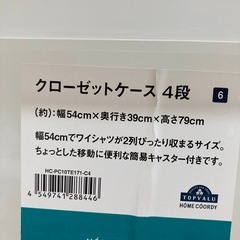 クローゼットケース 4段
6
(約):幅54cm×奥行き39cm×高さ79cm
幅54cmでワイシャツが2列ぴったり収まるサイズ。
ちょっとした移動に便利な簡易キャスター付きです。
HC-PC10TE171-C4
4 549741 288446
TOPVALU
HOME COORDY